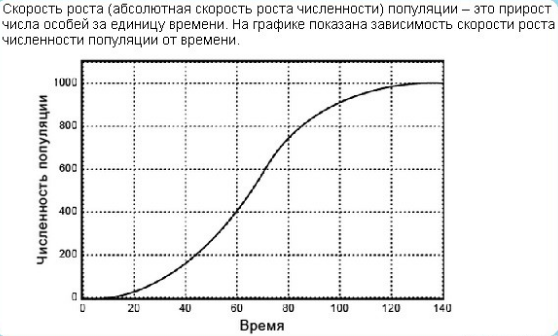 Скорость роста (абсолютная скорость роста численности) популяции – это прирост
числа особей за единицу времени. На графике показана зависимость скорости роста
численности популяции от времени.
Численность популяции
1000
800
600
400
200
0
0 20 40 60 80 100 120 140
Время